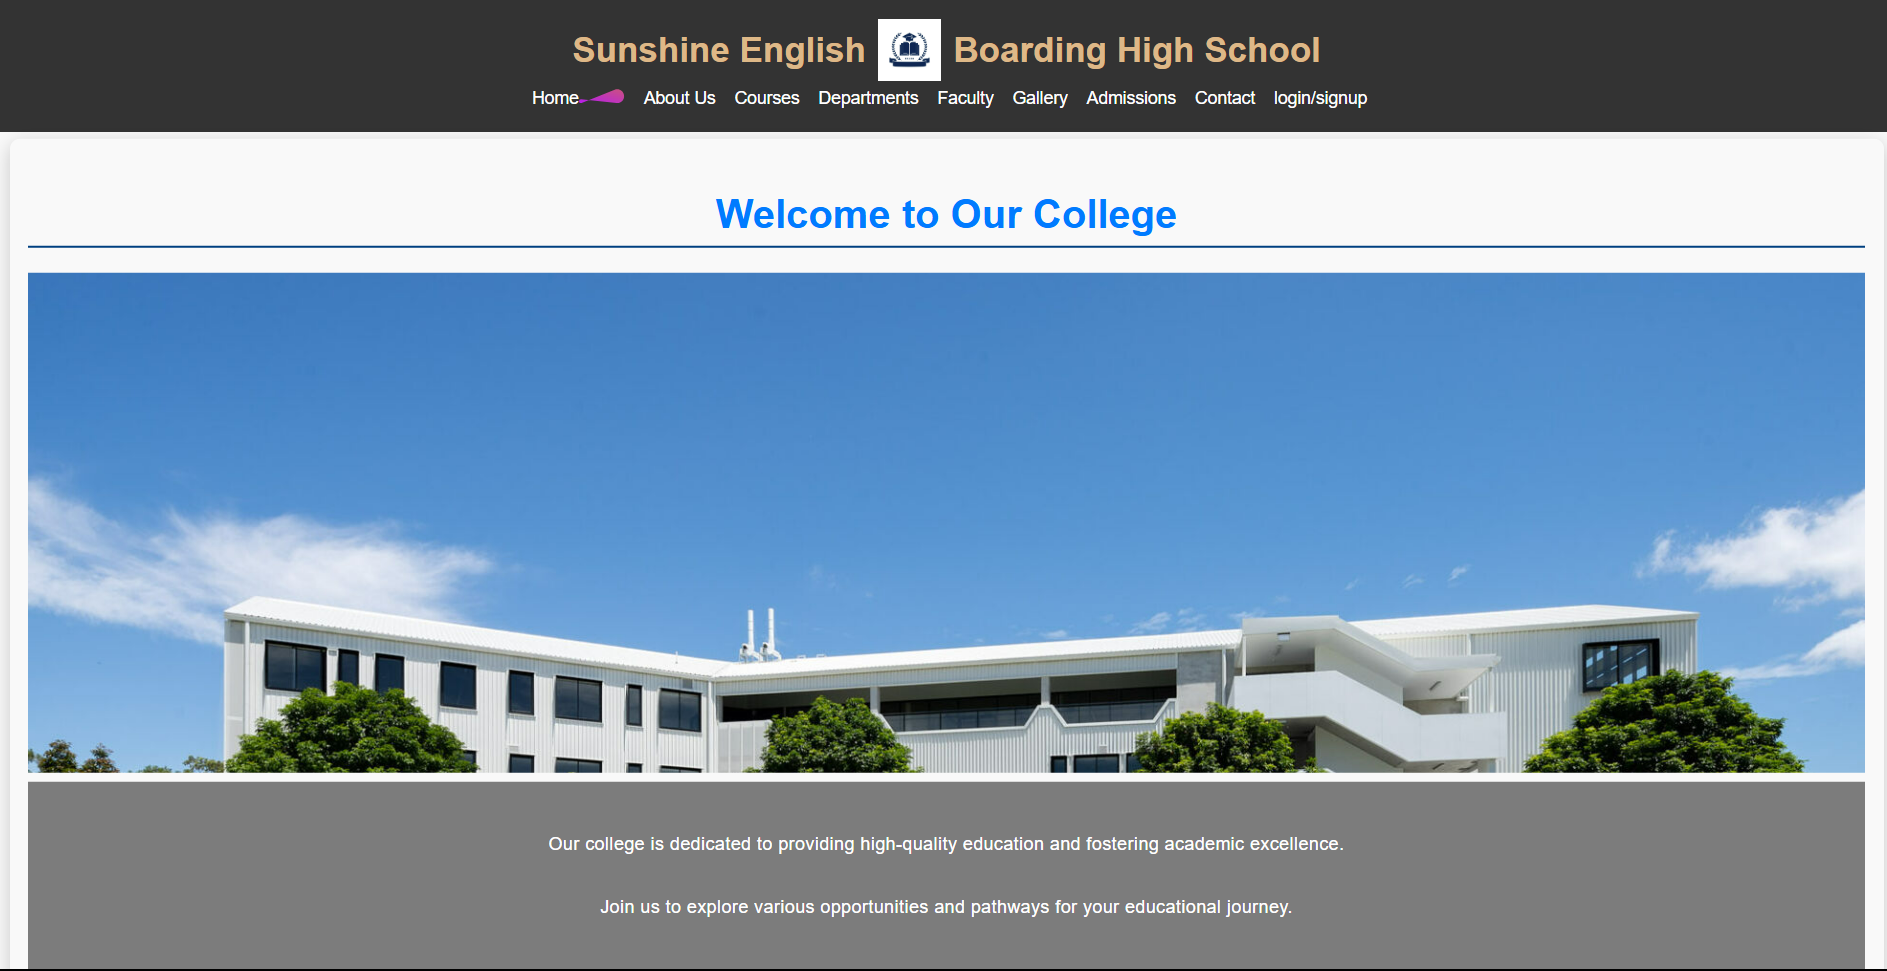 Sunshine English Boarding High School
Home About Us Courses Departments Faculty Gallery Admissions Contact login/signup
Welcome to Our College
Our college is dedicated to providing high-quality education and fostering academic excellence.
Join us to explore various opportunities and pathways for your educational journey.